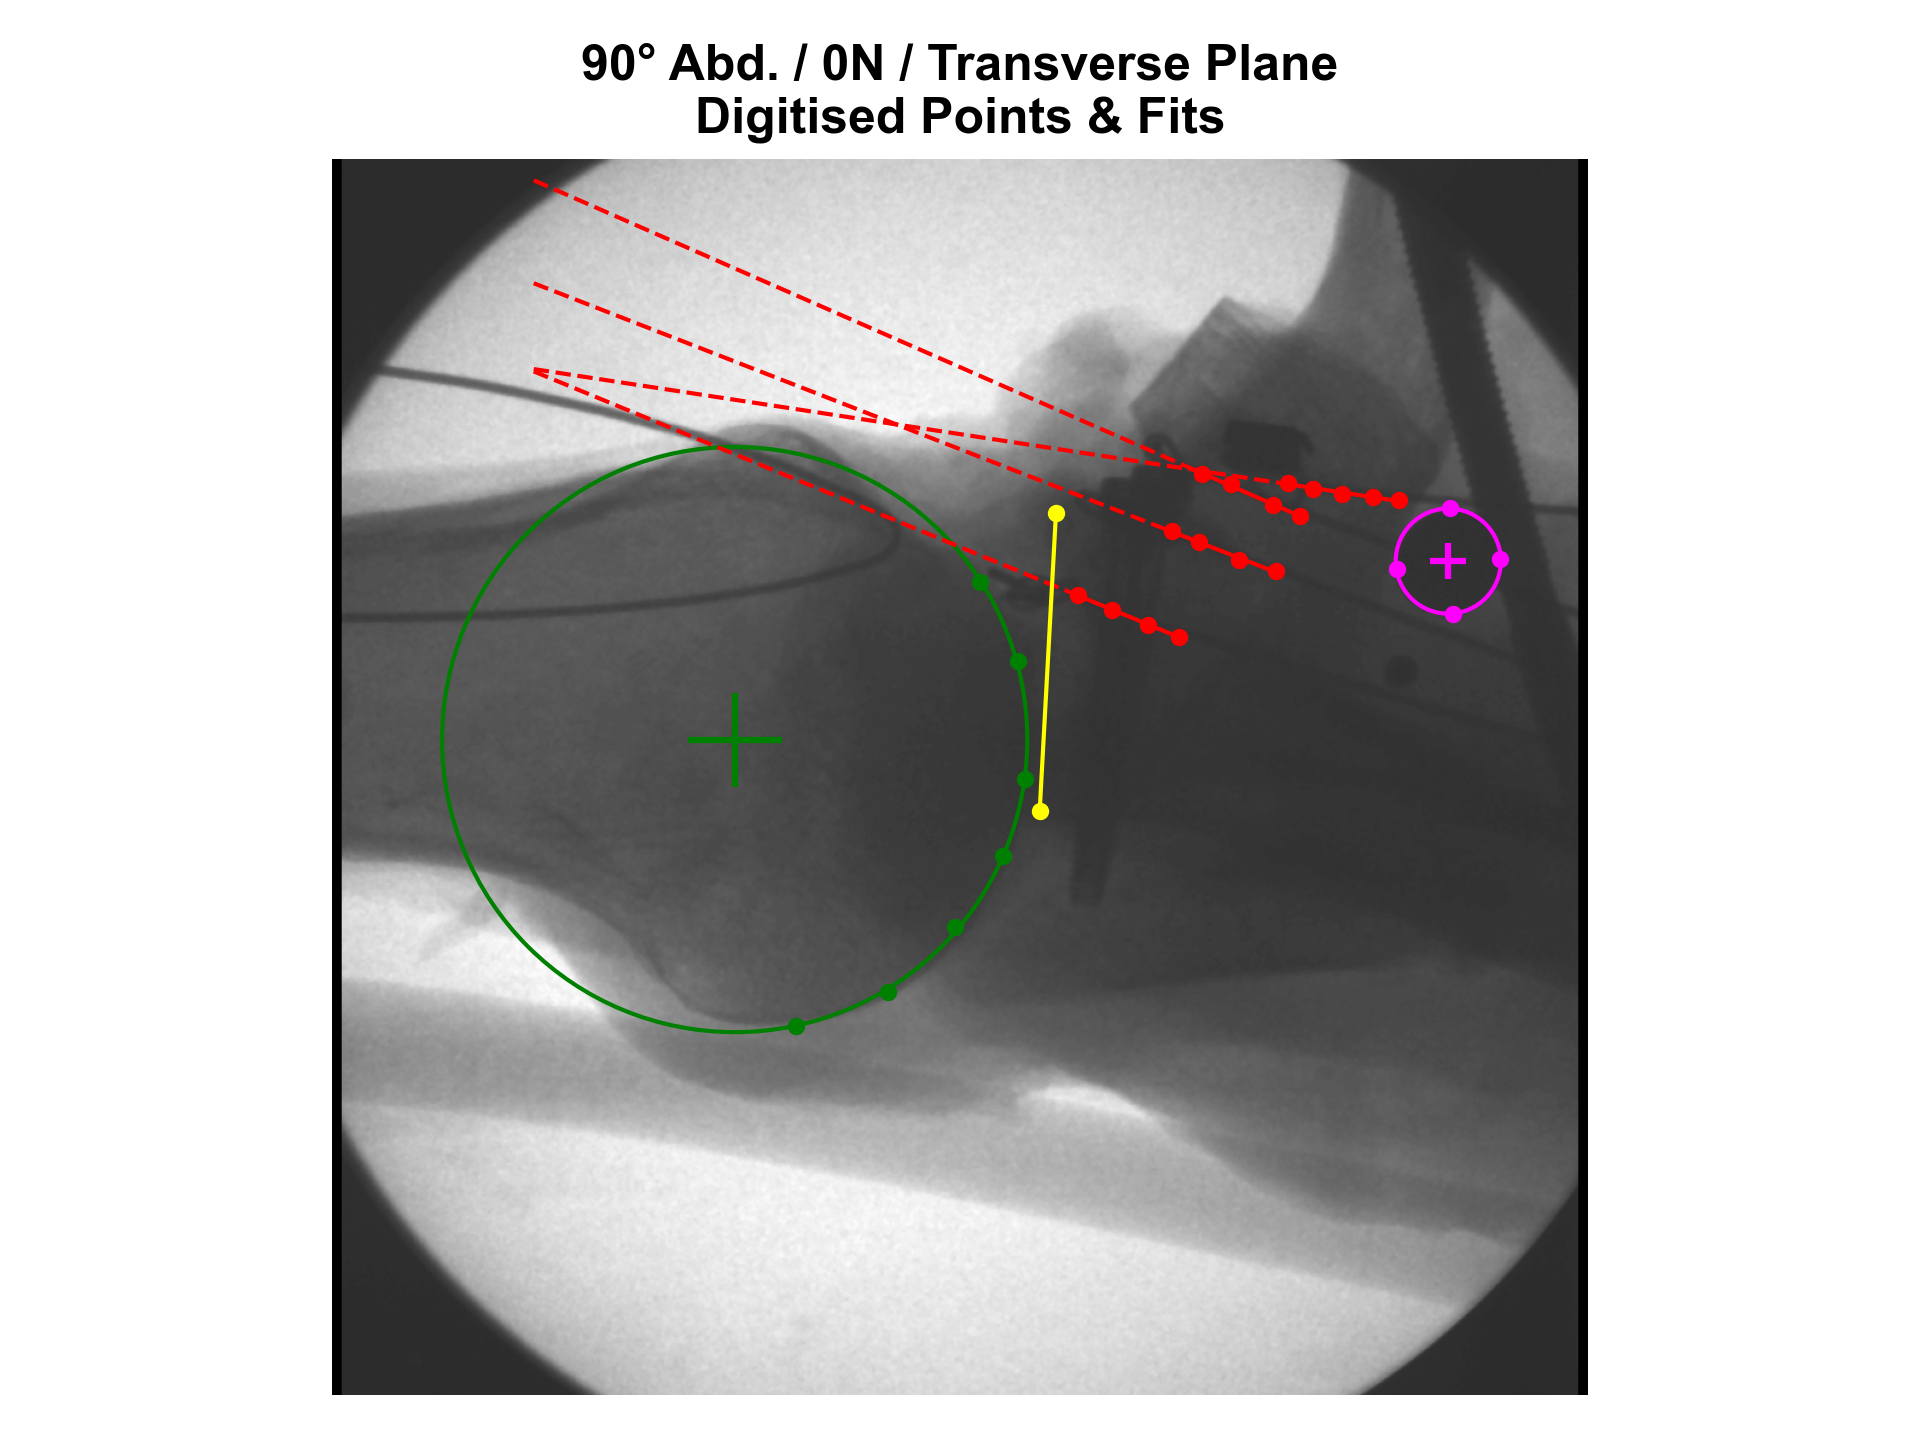 90° Abd. / 0N / Transverse Plane
Digitised Points & Fits